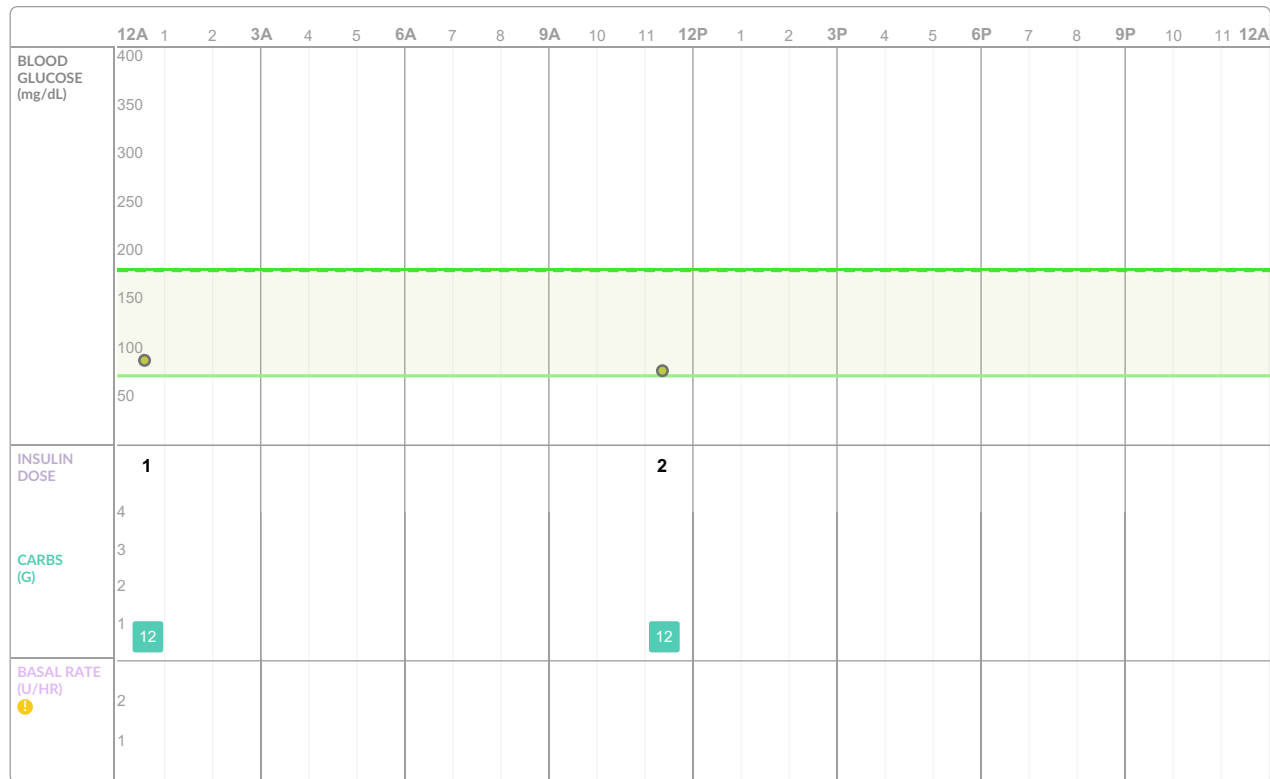 12A 1 2 3A 4 5 6A 7 8 9A 10 11 12P 1 2 3P 4 5 6P 7 8 9P 10 11 12A
BLOOD
GLUCOSE
(mg/dL)
400
350
300
250
200
150
100
50
INSULIN
DOSE
1 2
4
3
CARBS
(G)
2
1
12 12
BASAL RATE
(U/HR)
!
2
1